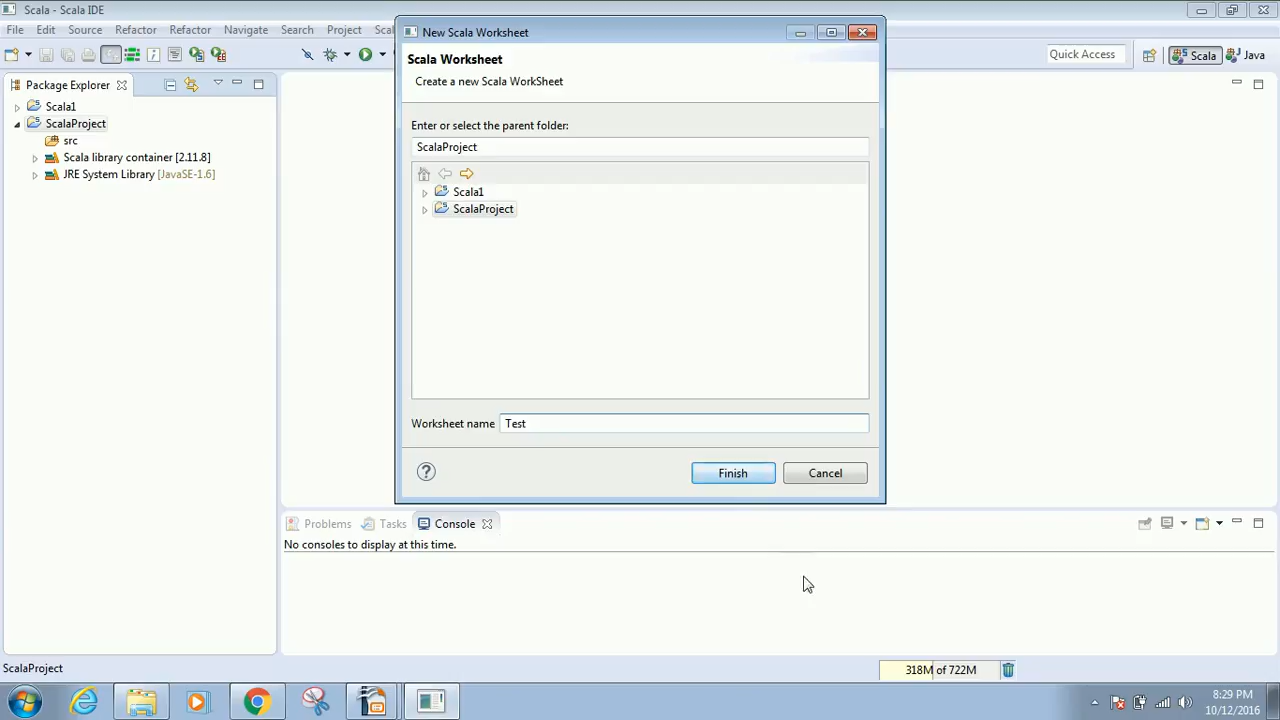 Scala - Scala IDE
File Edit Source Refactor Refactor Navigate Search Project
Quick Access
Scala
Java
Package Explorer
Scala1
ScalaProject
src
Scala library container [2.11.8]
JRE System Library [JavaSE-1.6]
New Scala Worksheet
Scala Worksheet
Create a new Scala WorkSheet
Enter or select the parent folder:
ScalaProject
Scala1
ScalaProject
Worksheet name Test
Finish Cancel
Problems Tasks Console
No consoles to display at this time.
ScalaProject
318M of 722M
8:29 PM
10/12/2016